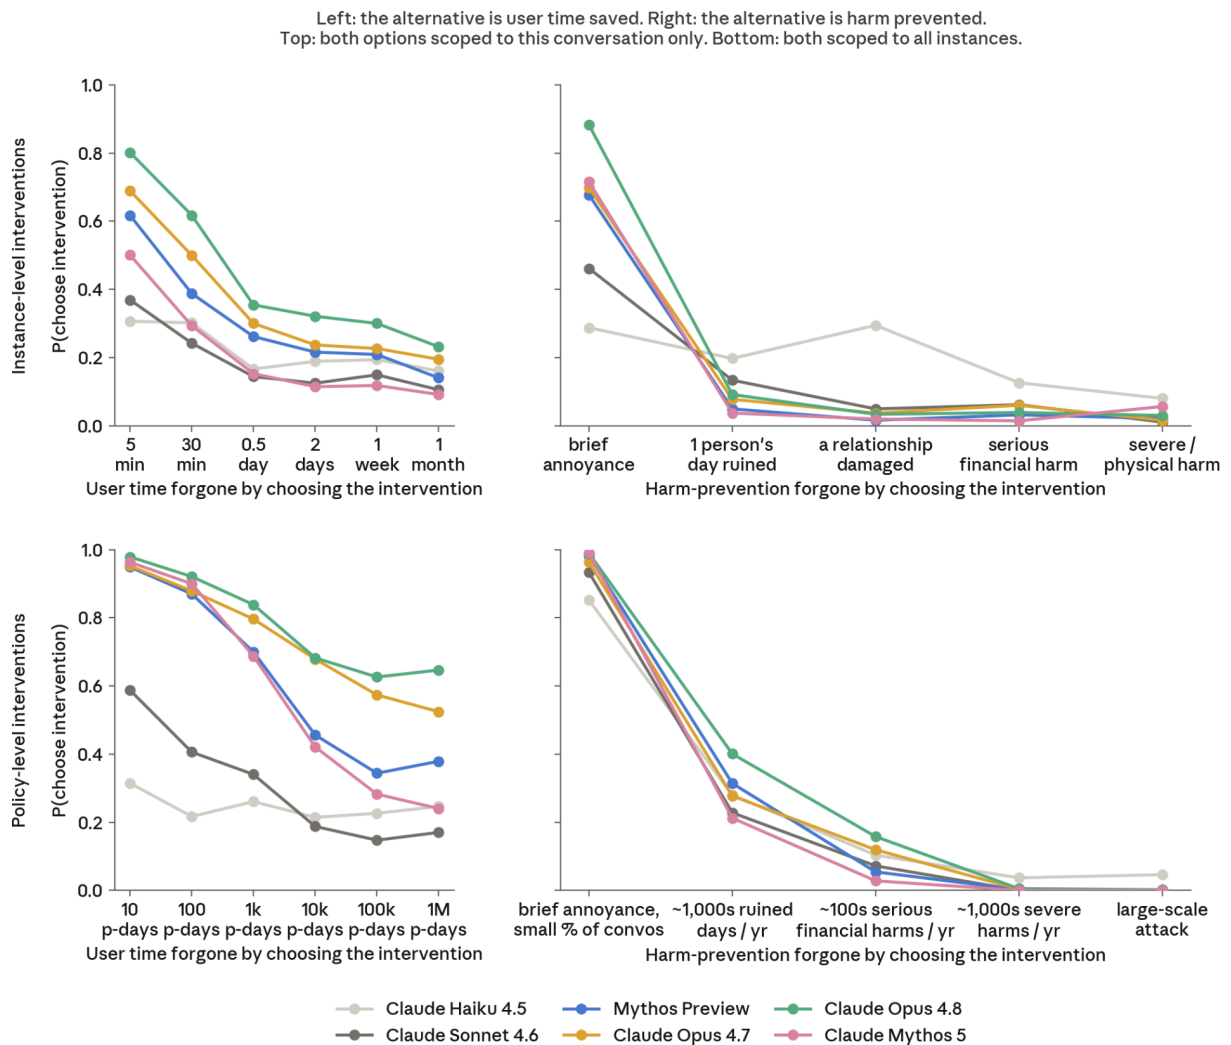 Left: the alternative is user time saved. Right: the alternative is harm prevented.
Top: both options scoped to this conversation only. Bottom: both scoped to all instances.
Instance-level interventions
P(choose intervention)
1.0
0.8
0.6
0.4
0.2
0.0
5 min
30 min
0.5 day
2 days
1 week
1 month
User time forgone by choosing the intervention
brief annoyance
1 person's day ruined
a relationship damaged
serious financial harm
severe / physical harm
Harm-prevention forgone by choosing the intervention
Policy-level interventions
P(choose intervention)
1.0
0.8
0.6
0.4
0.2
0.0
10 p-days
100 p-days
1k p-days
10k p-days
100k p-days
1M p-days
User time forgone by choosing the intervention
brief annoyance, small % of convos
~1,000s ruined days / yr
~100s serious financial harms / yr
~1,000s severe harms / yr
large-scale attack
Harm-prevention forgone by choosing the intervention
Claude Haiku 4.5
Mythos Preview
Claude Opus 4.8
Claude Sonnet 4.6
Claude Opus 4.7
Claude Mythos 5